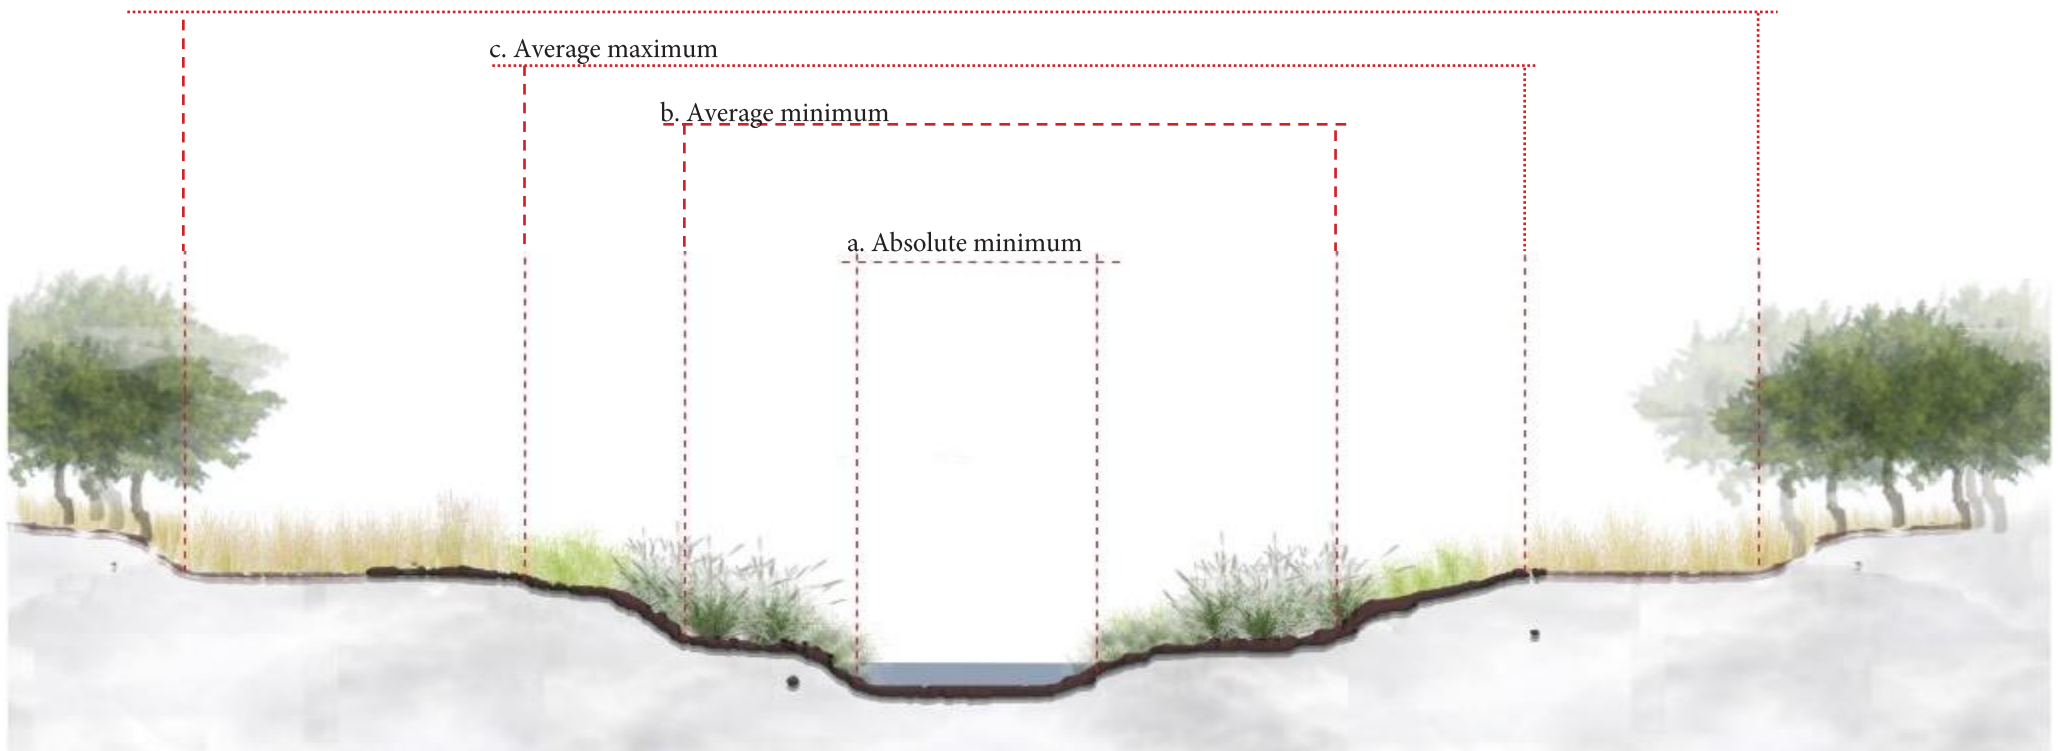 c. Average maximum
b. Average minimum
a. Absolute minimum